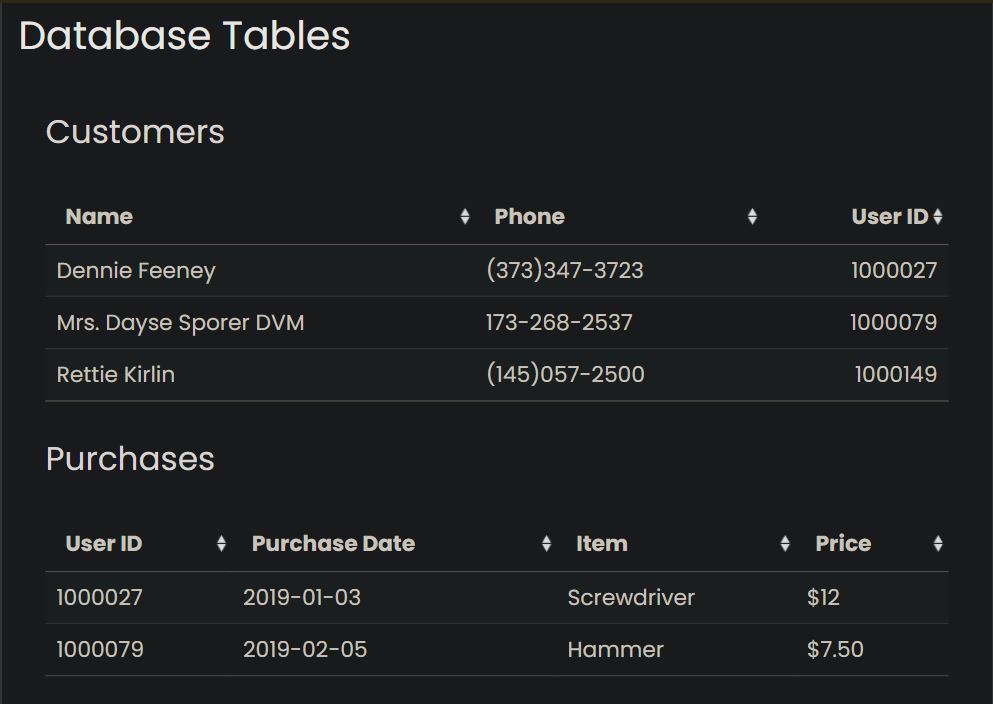 Database Tables
Customers
Name Phone User ID
Dennie Feeney (373)347-3723 1000027
Mrs. Dayse Sporer DVM 173-268-2537 1000079
Rettie Kirlin (145)057-2500 1000149
Purchases
User ID Purchase Date Item Price
1000027 2019-01-03 Screwdriver $12
1000079 2019-02-05 Hammer $7.50